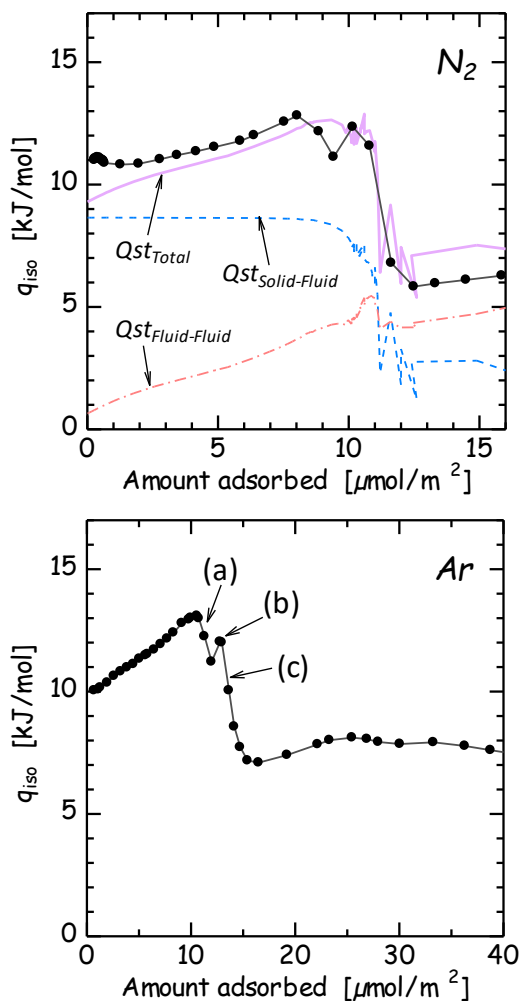 N2
15
10
5
0
0
5
10
15
q_iso [kJ/mol]
Qst_Total
Qst_Solid-Fluid
Qst_Fluid-Fluid
Amount adsorbed [μmol/m²]
Ar
(a)
(b)
(c)
15
10
5
0
0
10
20
30
40
q_iso [kJ/mol]
Amount adsorbed [μmol/m²]